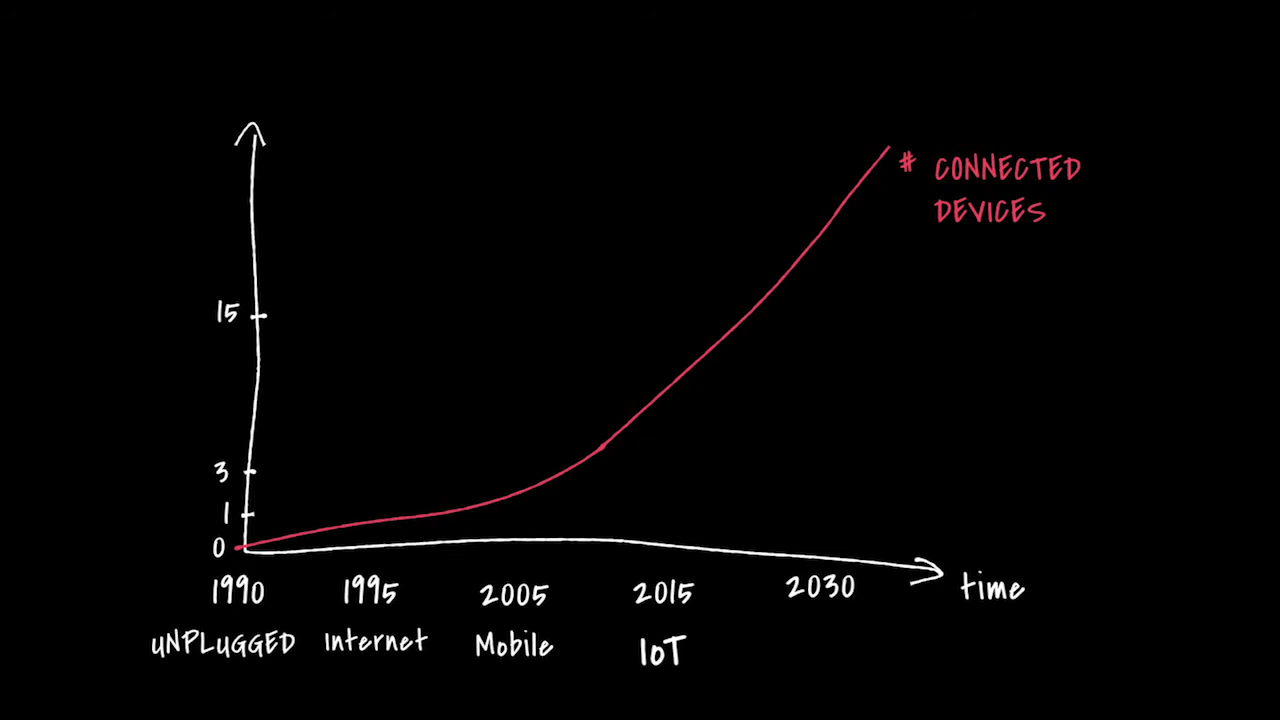 # CONNECTED
DEVICES
15
3
1
0
1990 1995 2005 2015 2030 time
UNPLUGGED Internet Mobile IoT